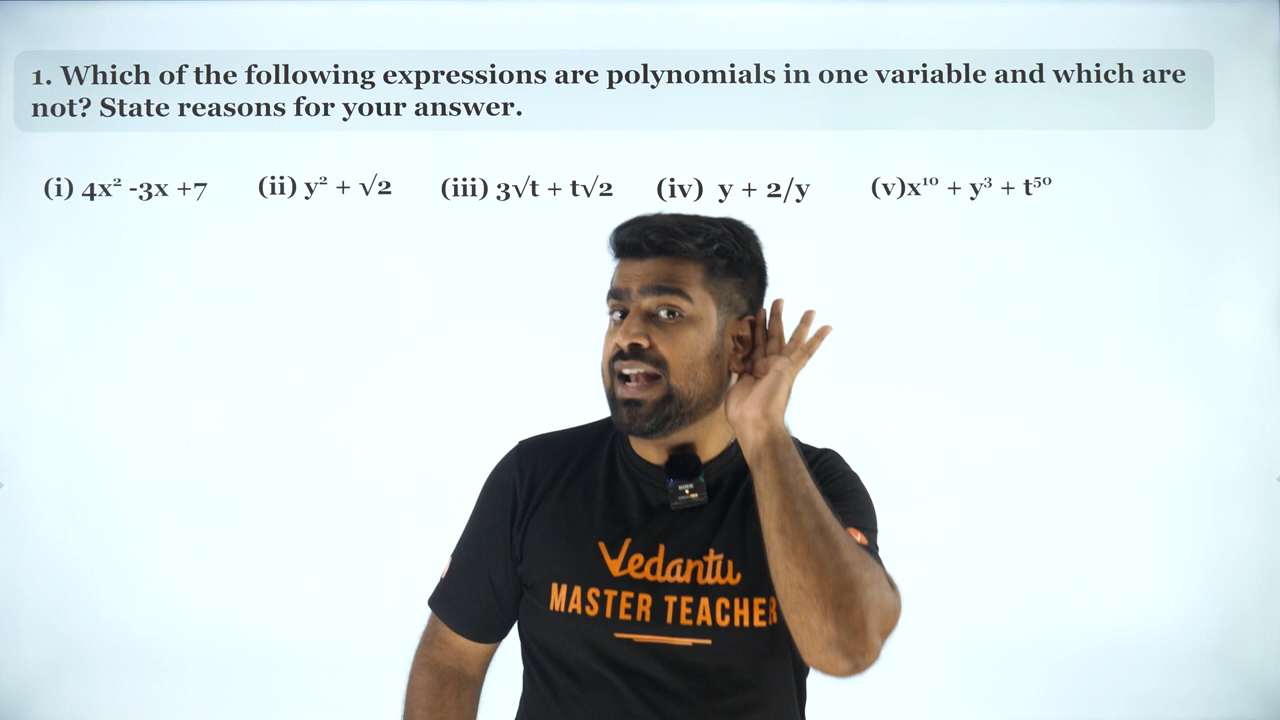 1. Which of the following expressions are polynomials in one variable and which are
not? State reasons for your answer.
(i) 4x² -3x +7 (ii) y² + √2 (iii) 3√t + t√2 (iv) y + 2/y (v)x¹⁰ + y³ + t⁵⁰
Vedantu
MASTER TEACHER